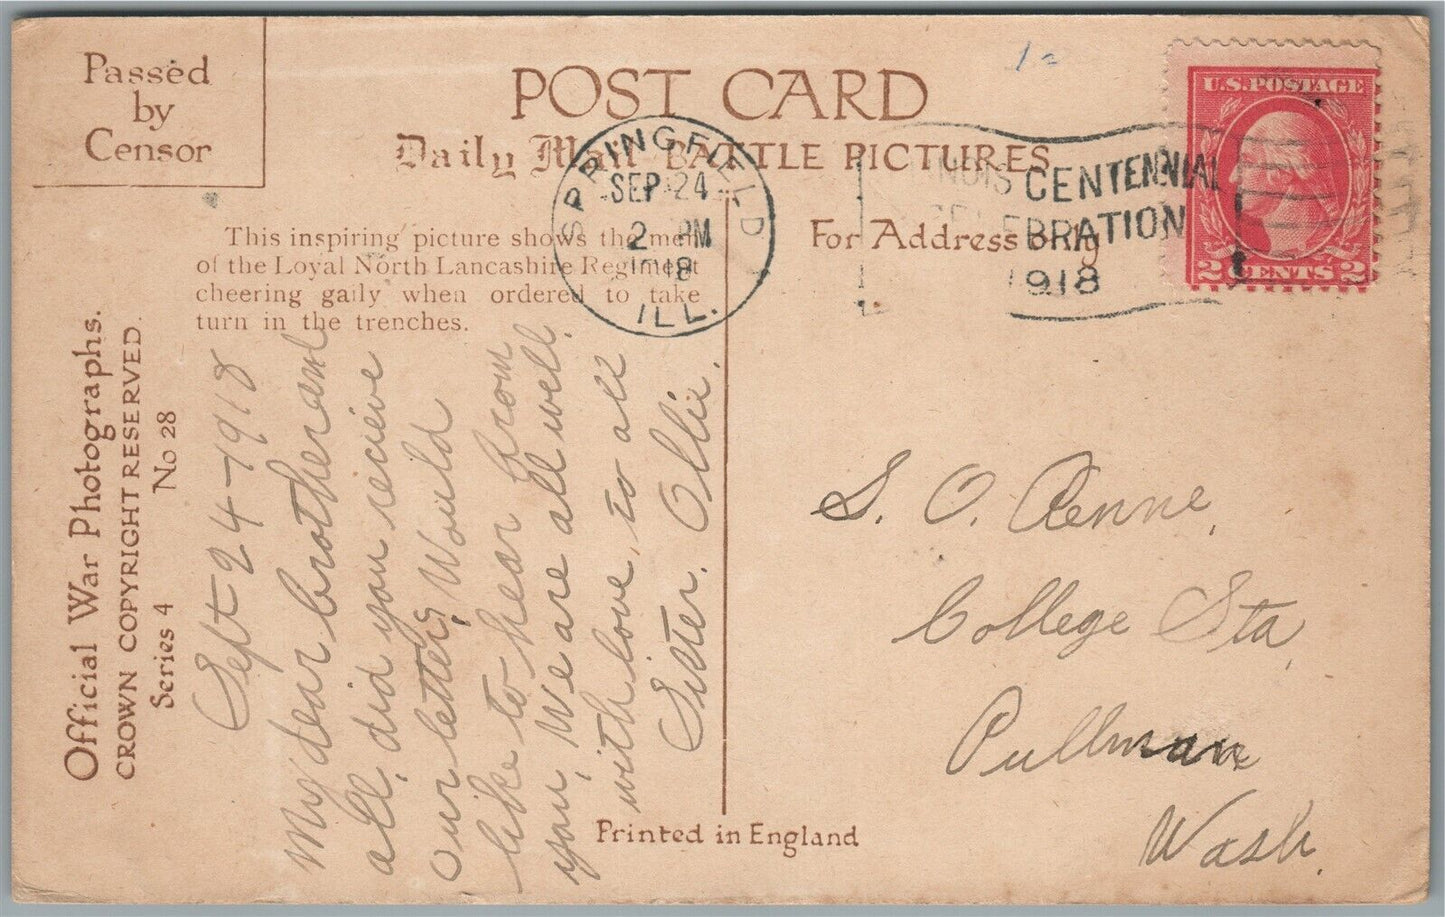 Passed
by
Censor
POST CARD
Daily Mail BATTLE PICTURES
This inspiring picture shows the men
of the Loyal North Lancashire Regiment
cheering gaily when ordered to take
turn in the trenches.
For Address only
Official War Photographs.
CROWN COPYRIGHT RESERVED.
Series 4 No 28
SPRINGFIELD
SEP 24
2 PM
1918
ILL.
CENTENNIAL
1918
U.S. POSTAGE
2 CENTS 2
Sept-24-1918
My dear brother and
all, did you recieve
our letters, Would
like to hear from
you, We are all well.
with love, to all
Sister. Ollie.
S. O. Renne,
College Sta,
Pullman
Wash.
Printed in England